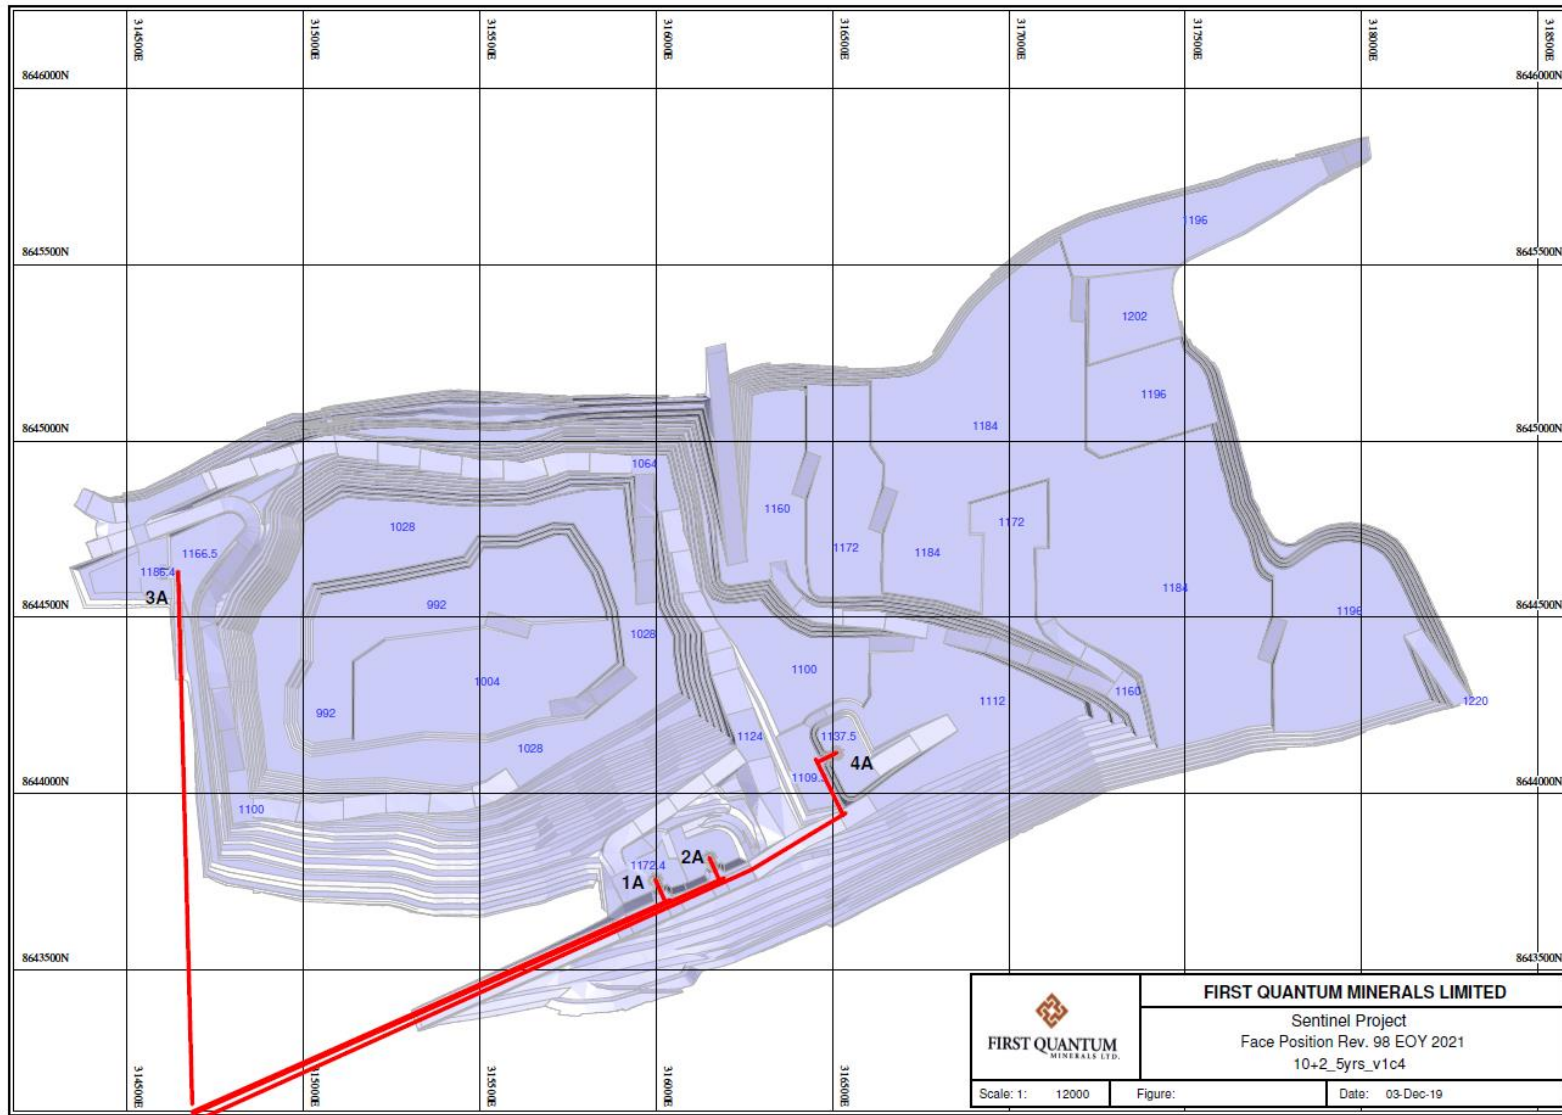 314500E
315000E
315500E
316000E
316500E
317000E
317500E
318000E
318500E
8646000N
8646000N
1196
8645500N
8645500N
1202
1196
1184
8645000N
8645000N
1064
1028
1160
1172
1166.5
1172
1184
1186.4
3A
992
1184
1196
8644500N
8644500N
1028
1100
1004
1112
1160
1220
992
1028
1124
1137.5
4A
1109.
8644000N
8644000N
1100
1172.4
2A
1A
8643500N
8643500N
314500E
315000E
315500E
316000E
316500E
FIRST QUANTUM
MINERALS LTD.
FIRST QUANTUM MINERALS LIMITED
Sentinel Project
Face Position Rev. 98 EOY 2021
10+2_5yrs_v1c4
Scale: 1: 12000
Figure:
Date: 03-Dec-19